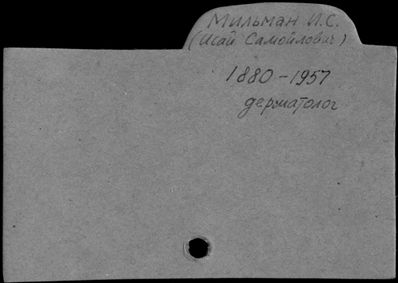 Мильман И.С.
(Исай Самойлович)
1880-1957
дерматолог